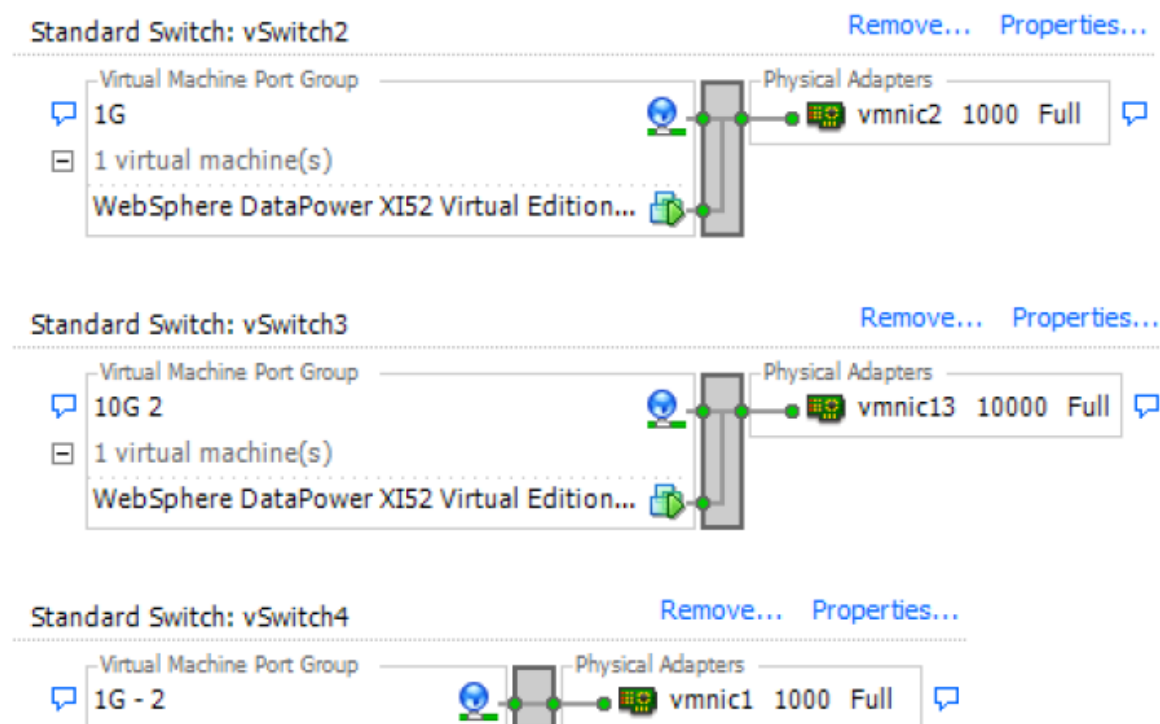 Standard Switch: vSwitch2 Remove... Properties...
Virtual Machine Port Group Physical Adapters
1G vmnic2 1000 Full
1 virtual machine(s)
WebSphere DataPower XI52 Virtual Edition...
Standard Switch: vSwitch3 Remove... Properties...
Virtual Machine Port Group Physical Adapters
10G 2 vmnic13 10000 Full
1 virtual machine(s)
WebSphere DataPower XI52 Virtual Edition...
Standard Switch: vSwitch4 Remove... Properties...
Virtual Machine Port Group Physical Adapters
1G - 2 vmnic1 1000 Full